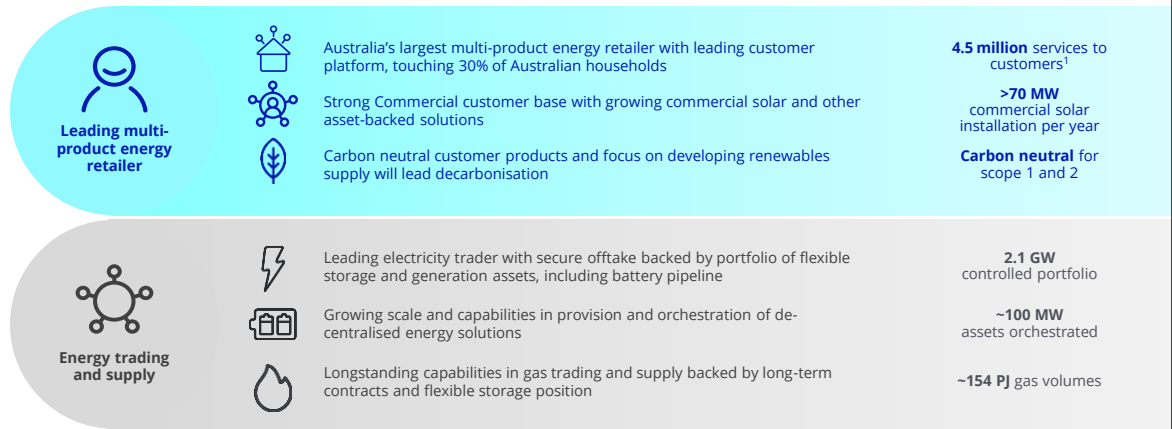 Leading multi-
product energy
retailer
Australia’s largest multi-product energy retailer with leading customer
platform, touching 30% of Australian households
4.5 million services to
customers¹
Strong Commercial customer base with growing commercial solar and other
asset-backed solutions
>70 MW
commercial solar
installation per year
Carbon neutral customer products and focus on developing renewables
supply will lead decarbonisation
Carbon neutral for
scope 1 and 2
Energy trading
and supply
Leading electricity trader with secure offtake backed by portfolio of flexible
storage and generation assets, including battery pipeline
2.1 GW
controlled portfolio
Growing scale and capabilities in provision and orchestration of de-
centralised energy solutions
~100 MW
assets orchestrated
Longstanding capabilities in gas trading and supply backed by long-term
contracts and flexible storage position
~154 PJ gas volumes